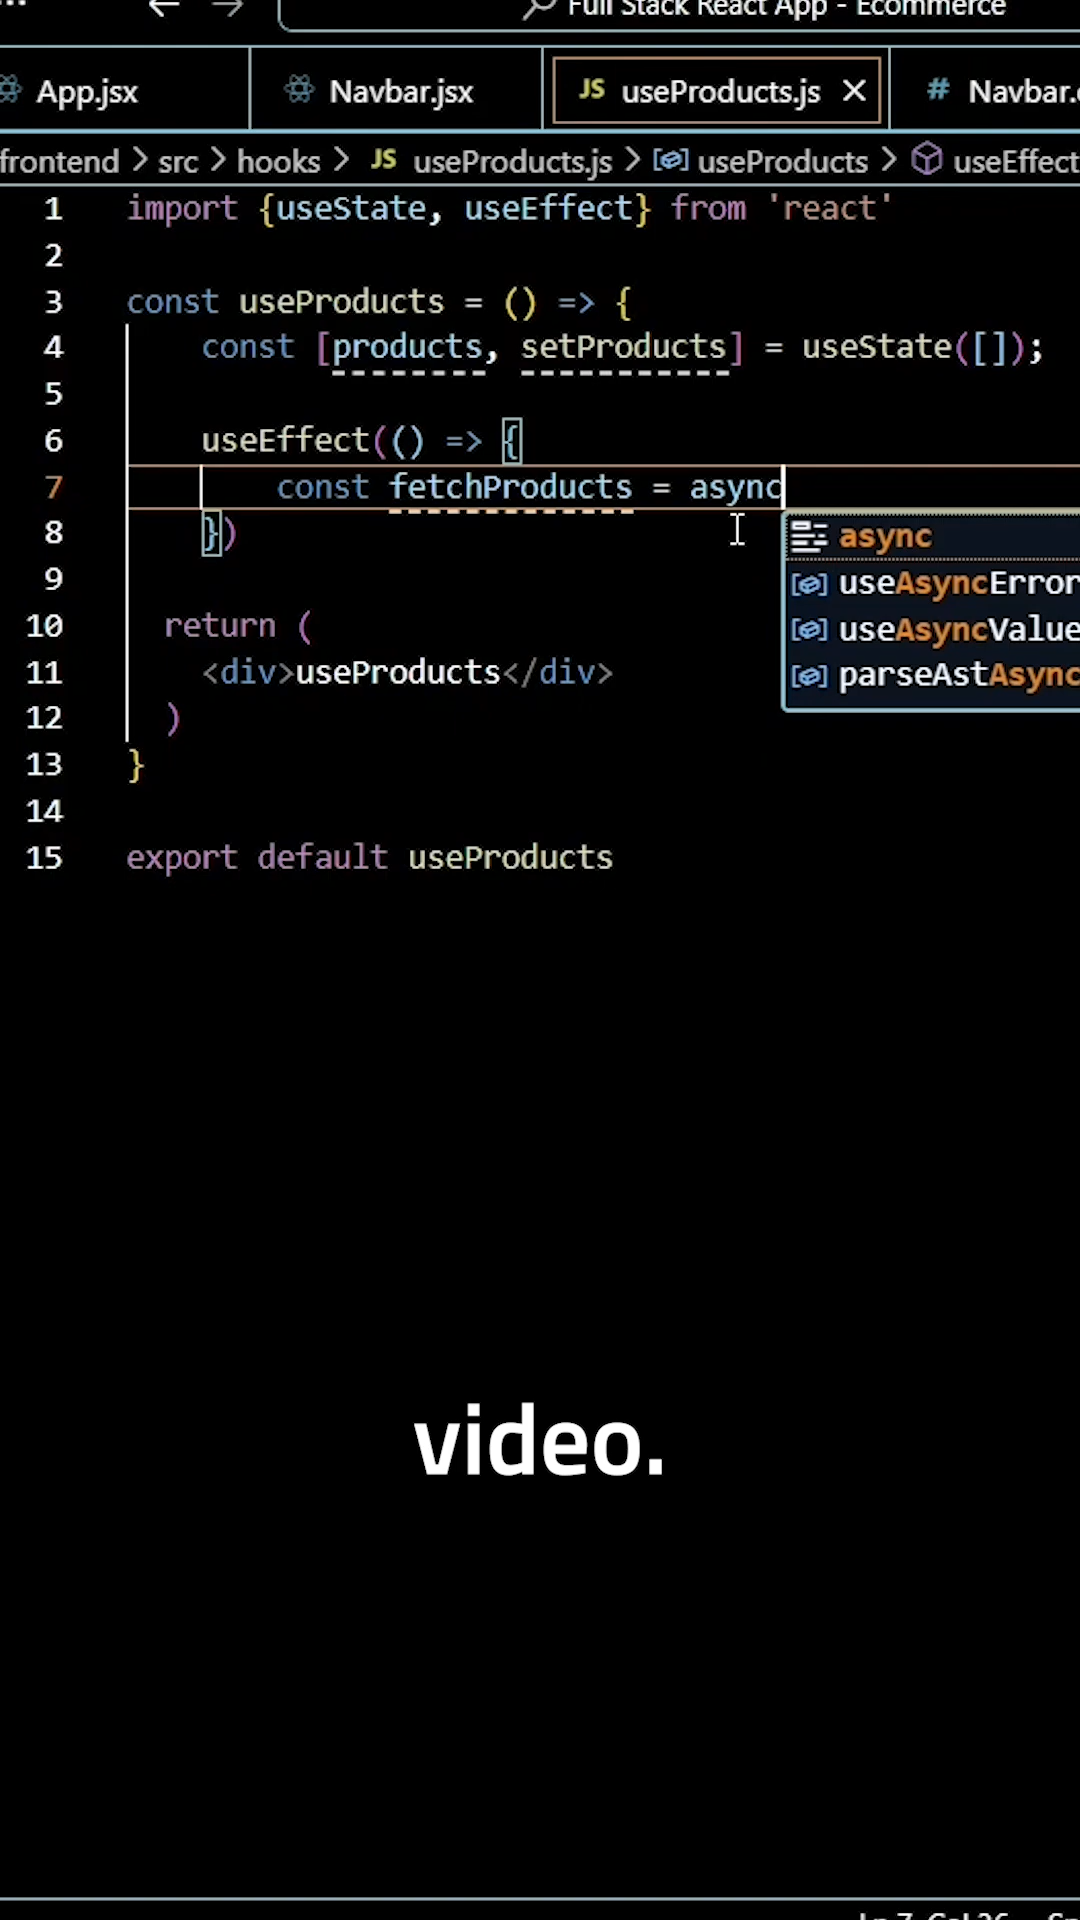 Full Stack React App - Ecommerce
App.jsx Navbar.jsx JS useProducts.js # Navbar.
frontend > src > hooks > JS useProducts.js > useProducts > useEffect
1 import {useState, useEffect} from 'react'
2
3 const useProducts = () => {
4 const [products, setProducts] = useState([]);
5
6 useEffect(() => {
7 const fetchProducts = async
8 })
9
10 return (
11 <div>useProducts</div>
12 )
13 }
14
15 export default useProducts
async
useAsyncError
useAsyncValue
parseAstAsync
video.